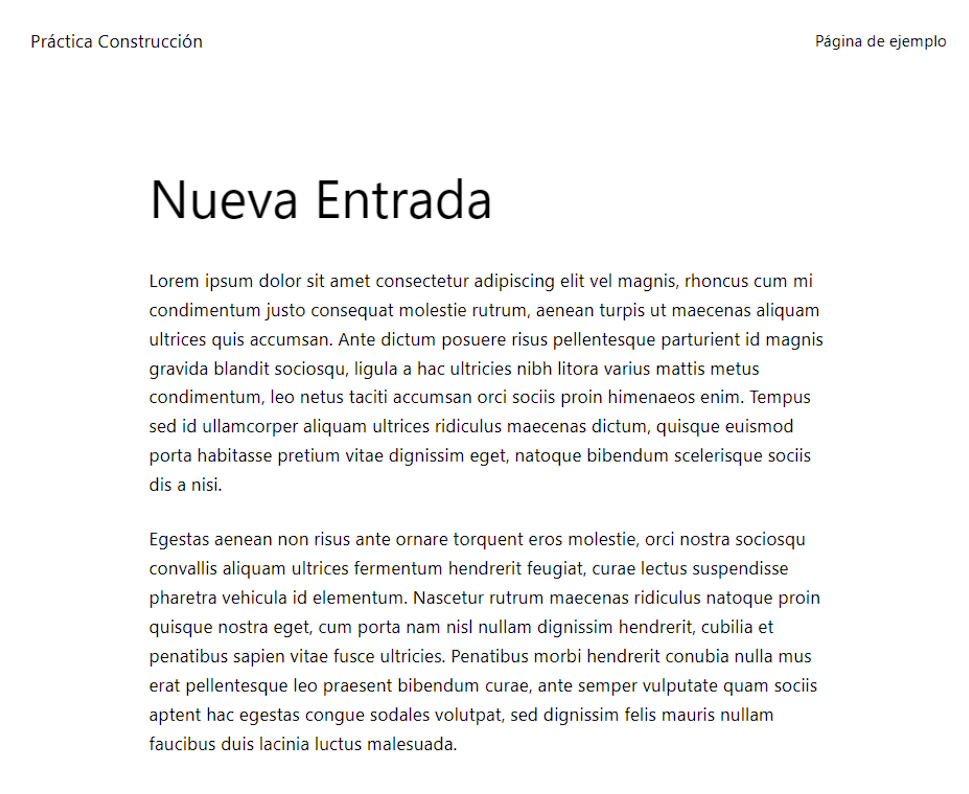 Práctica Construcción
Página de ejemplo
Nueva Entrada
Lorem ipsum dolor sit amet consectetur adipiscing elit vel magnis, rhoncus cum mi
condimentum justo consequat molestie rutrum, aenean turpis ut maecenas aliquam
ultrices quis accumsan. Ante dictum posuere risus pellentesque parturient id magnis
gravida blandit sociosqu, ligula a hac ultricies nibh litora varius mattis metus
condimentum, leo netus taciti accumsan orci sociis proin himenaeos enim. Tempus
sed id ullamcorper aliquam ultrices ridiculus maecenas dictum, quisque euismod
porta habitasse pretium vitae dignissim eget, natoque bibendum scelerisque sociis
dis a nisi.
Egestas aenean non risus ante ornare torquent eros molestie, orci nostra sociosqu
convallis aliquam ultrices fermentum hendrerit feugiat, curae lectus suspendisse
pharetra vehicula id elementum. Nascetur rutrum maecenas ridiculus natoque proin
quisque nostra eget, cum porta nam nisl nullam dignissim hendrerit, cubilia et
penatibus sapien vitae fusce ultricies. Penatibus morbi hendrerit conubia nulla mus
erat pellentesque leo praesent bibendum curae, ante semper vulputate quam sociis
aptent hac egestas congue sodales volutpat, sed dignissim felis mauris nullam
faucibus duis lacinia luctus malesuada.